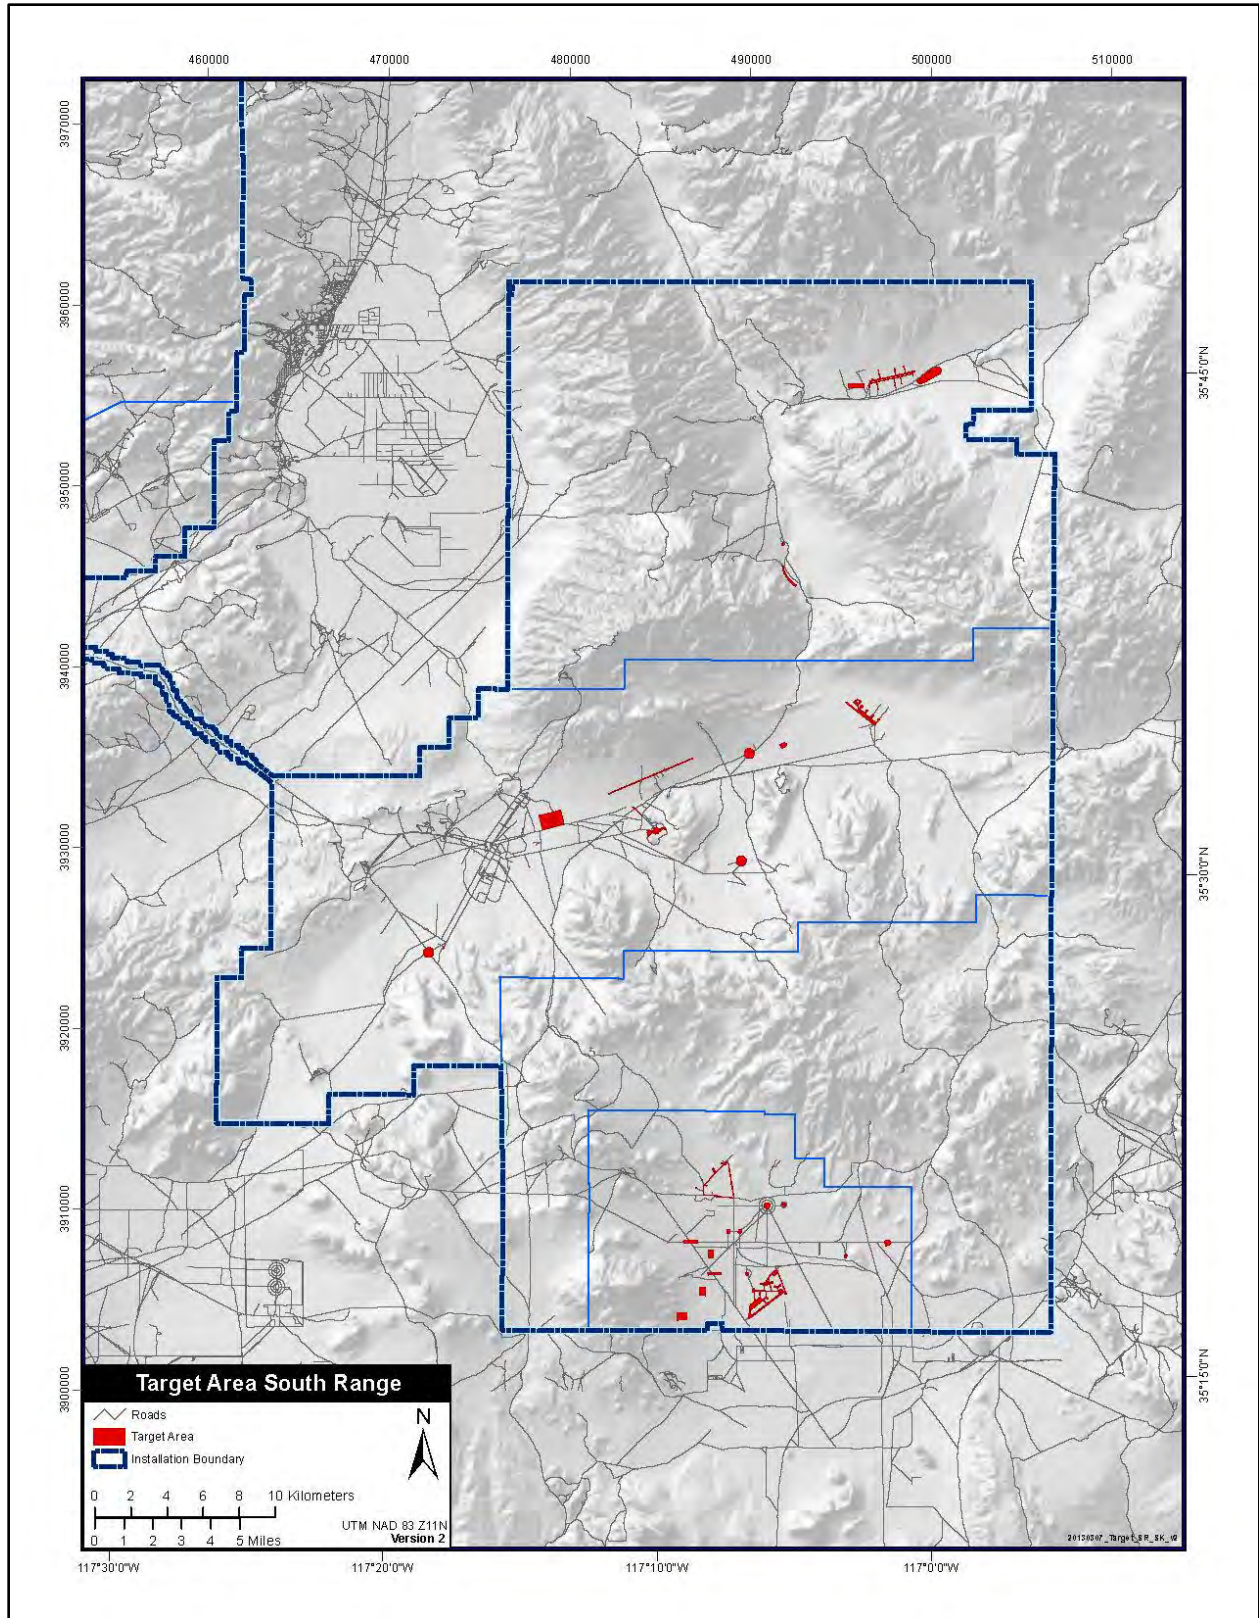 460000 470000 480000 490000 500000 510000
3970000
3960000
35°45'0"N
3950000
3940000
3930000
35°30'0"N
3920000
3910000
3900000
35°15'0"N
Target Area South Range
Roads
Target Area
Installation Boundary
N
0 2 4 6 8 10 Kilometers
0 1 2 3 4 5 Miles
UTM NAD 83 Z11N
Version 2
117°30'0"W 117°20'0"W 117°10'0"W 117°0'0"W